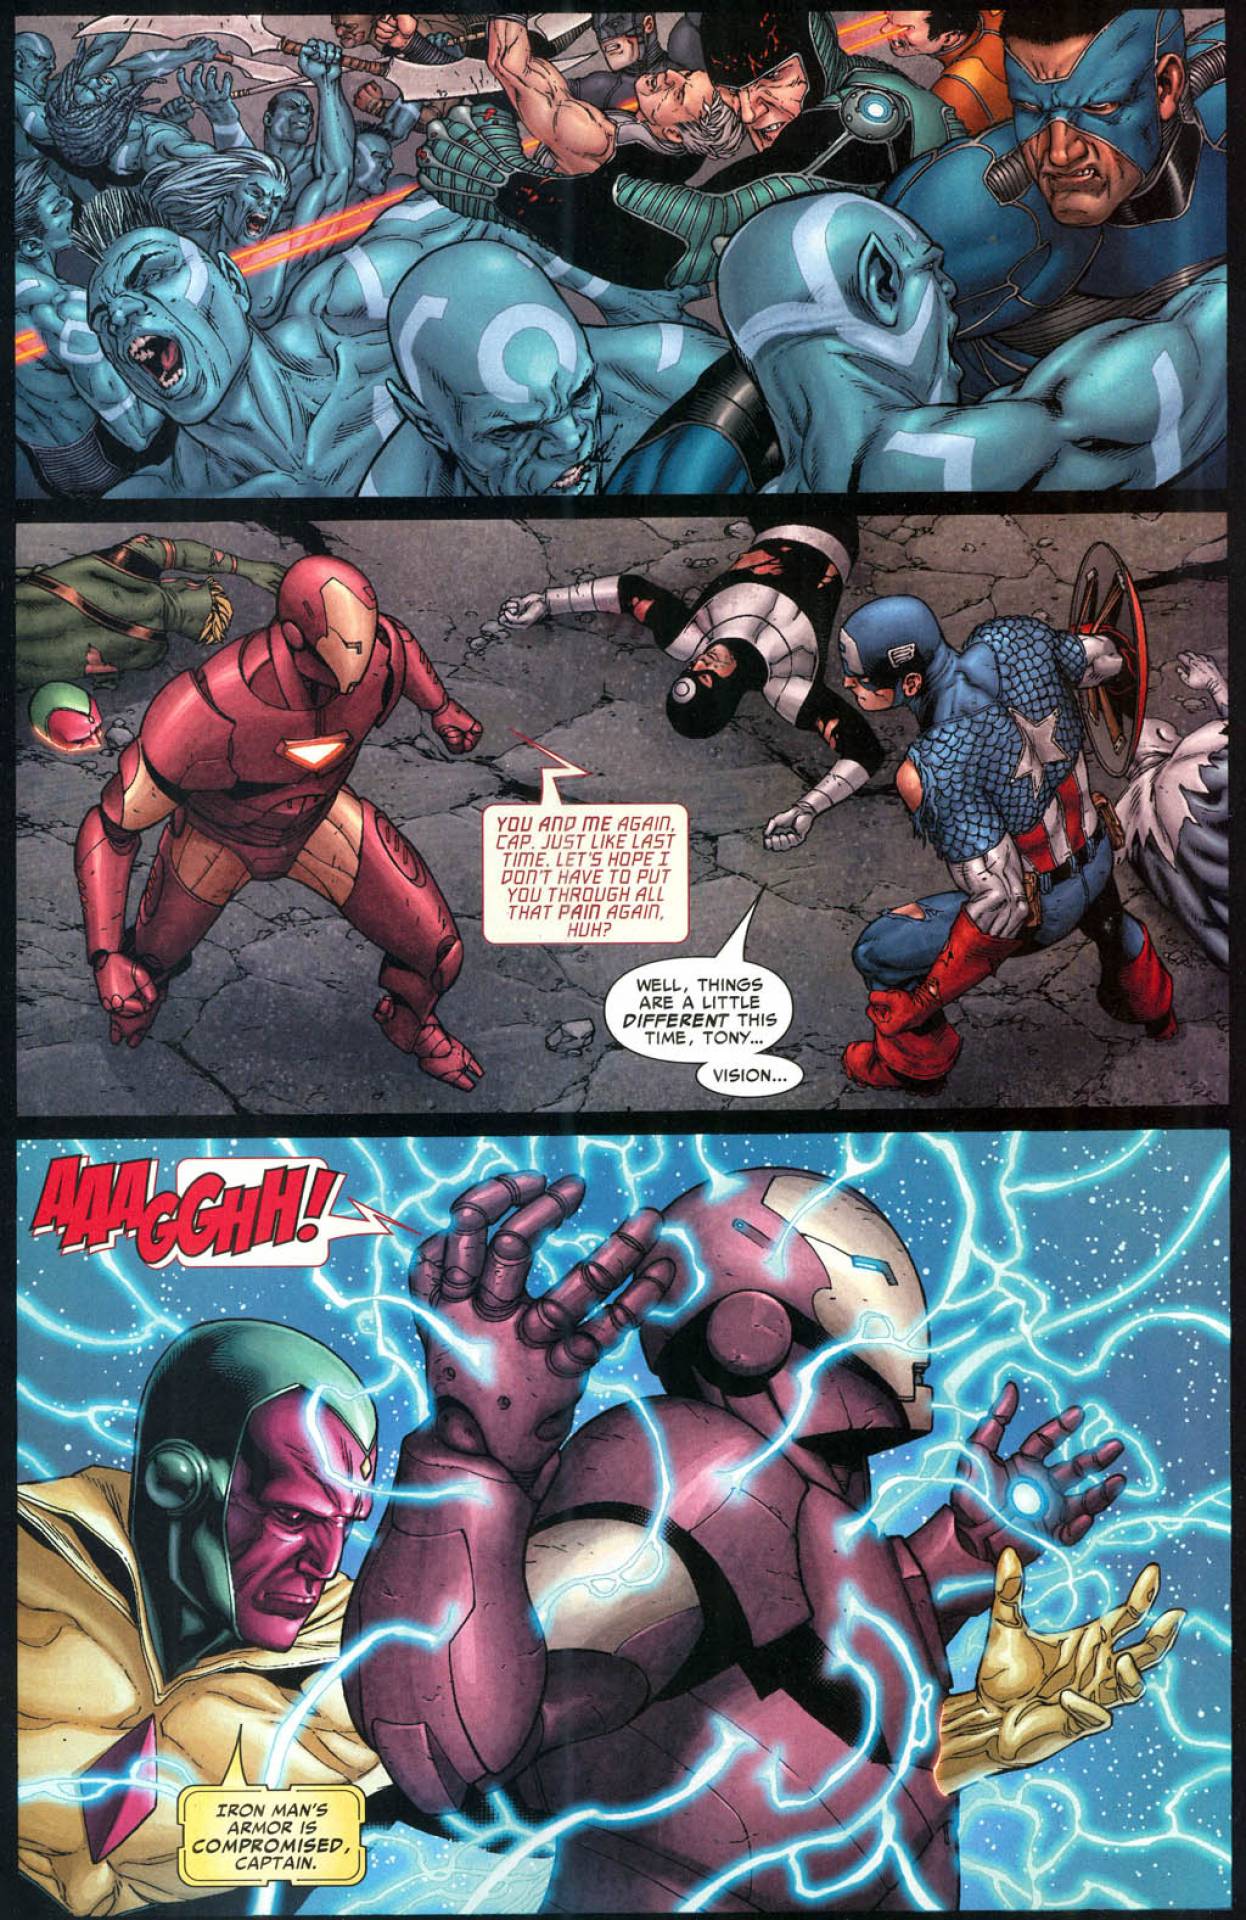 YOU AND ME AGAIN,
CAP. JUST LIKE LAST
TIME. LET'S HOPE I
DON'T HAVE TO PUT
YOU THROUGH ALL
THAT PAIN AGAIN,
HUH?
WELL, THINGS
ARE A LITTLE
DIFFERENT THIS
TIME, TONY...
VISION...
AAAGGGHH!
IRON MAN'S
ARMOR IS
COMPROMISED,
CAPTAIN.